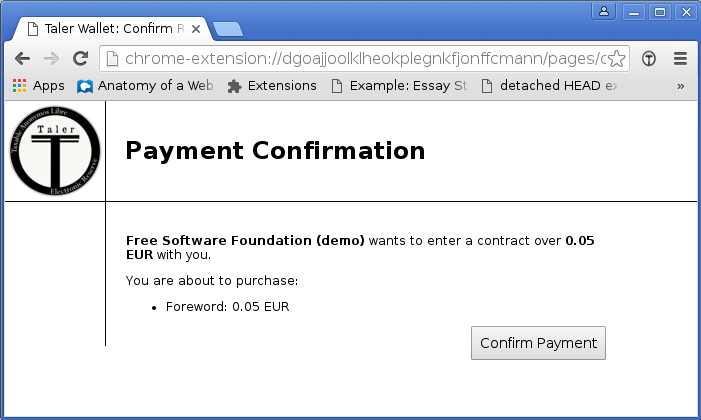 Taler Wallet: Confirm R
chrome-extension://dgoajjoolklheokplegnkfjonffcmann/pages/c
Apps
Anatomy of a Web
Extensions
Example: Essay St
detached HEAD ex
»
Taxable Anonymous Libre
Taler
Electronic Reserve
Payment Confirmation
Free Software Foundation (demo) wants to enter a contract over 0.05
EUR with you.
You are about to purchase:
• Foreword: 0.05 EUR
Confirm Payment